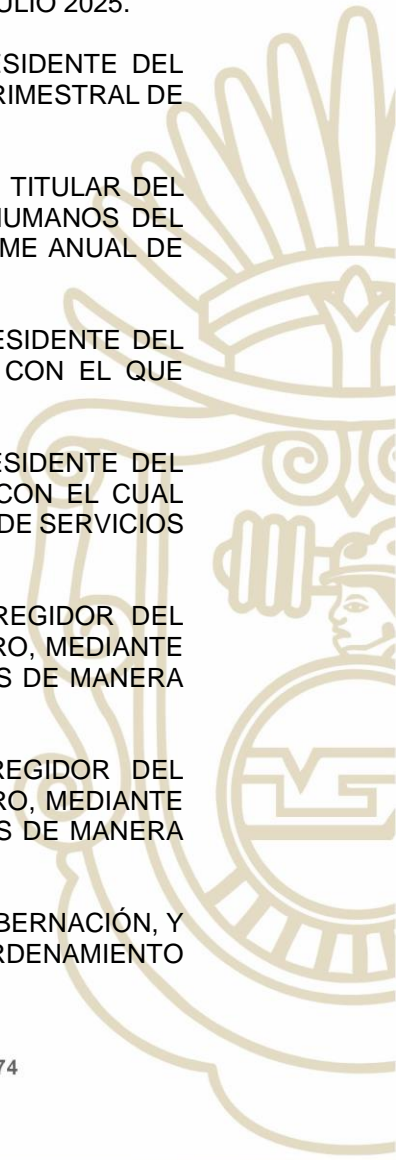 JULIO 2025.
ESIDENTE DEL
RIMESTRAL DE
TITULAR DEL
HUMANOS DEL
ME ANUAL DE
ESIDENTE DEL
CON EL QUE
ESIDENTE DEL
CON EL CUAL
DE SERVICIOS
REGIDOR DEL
RO, MEDIANTE
S DE MANERA
REGIDOR DEL
RO, MEDIANTE
S DE MANERA
BERNACIÓN, Y
RDENAMIENTO
74